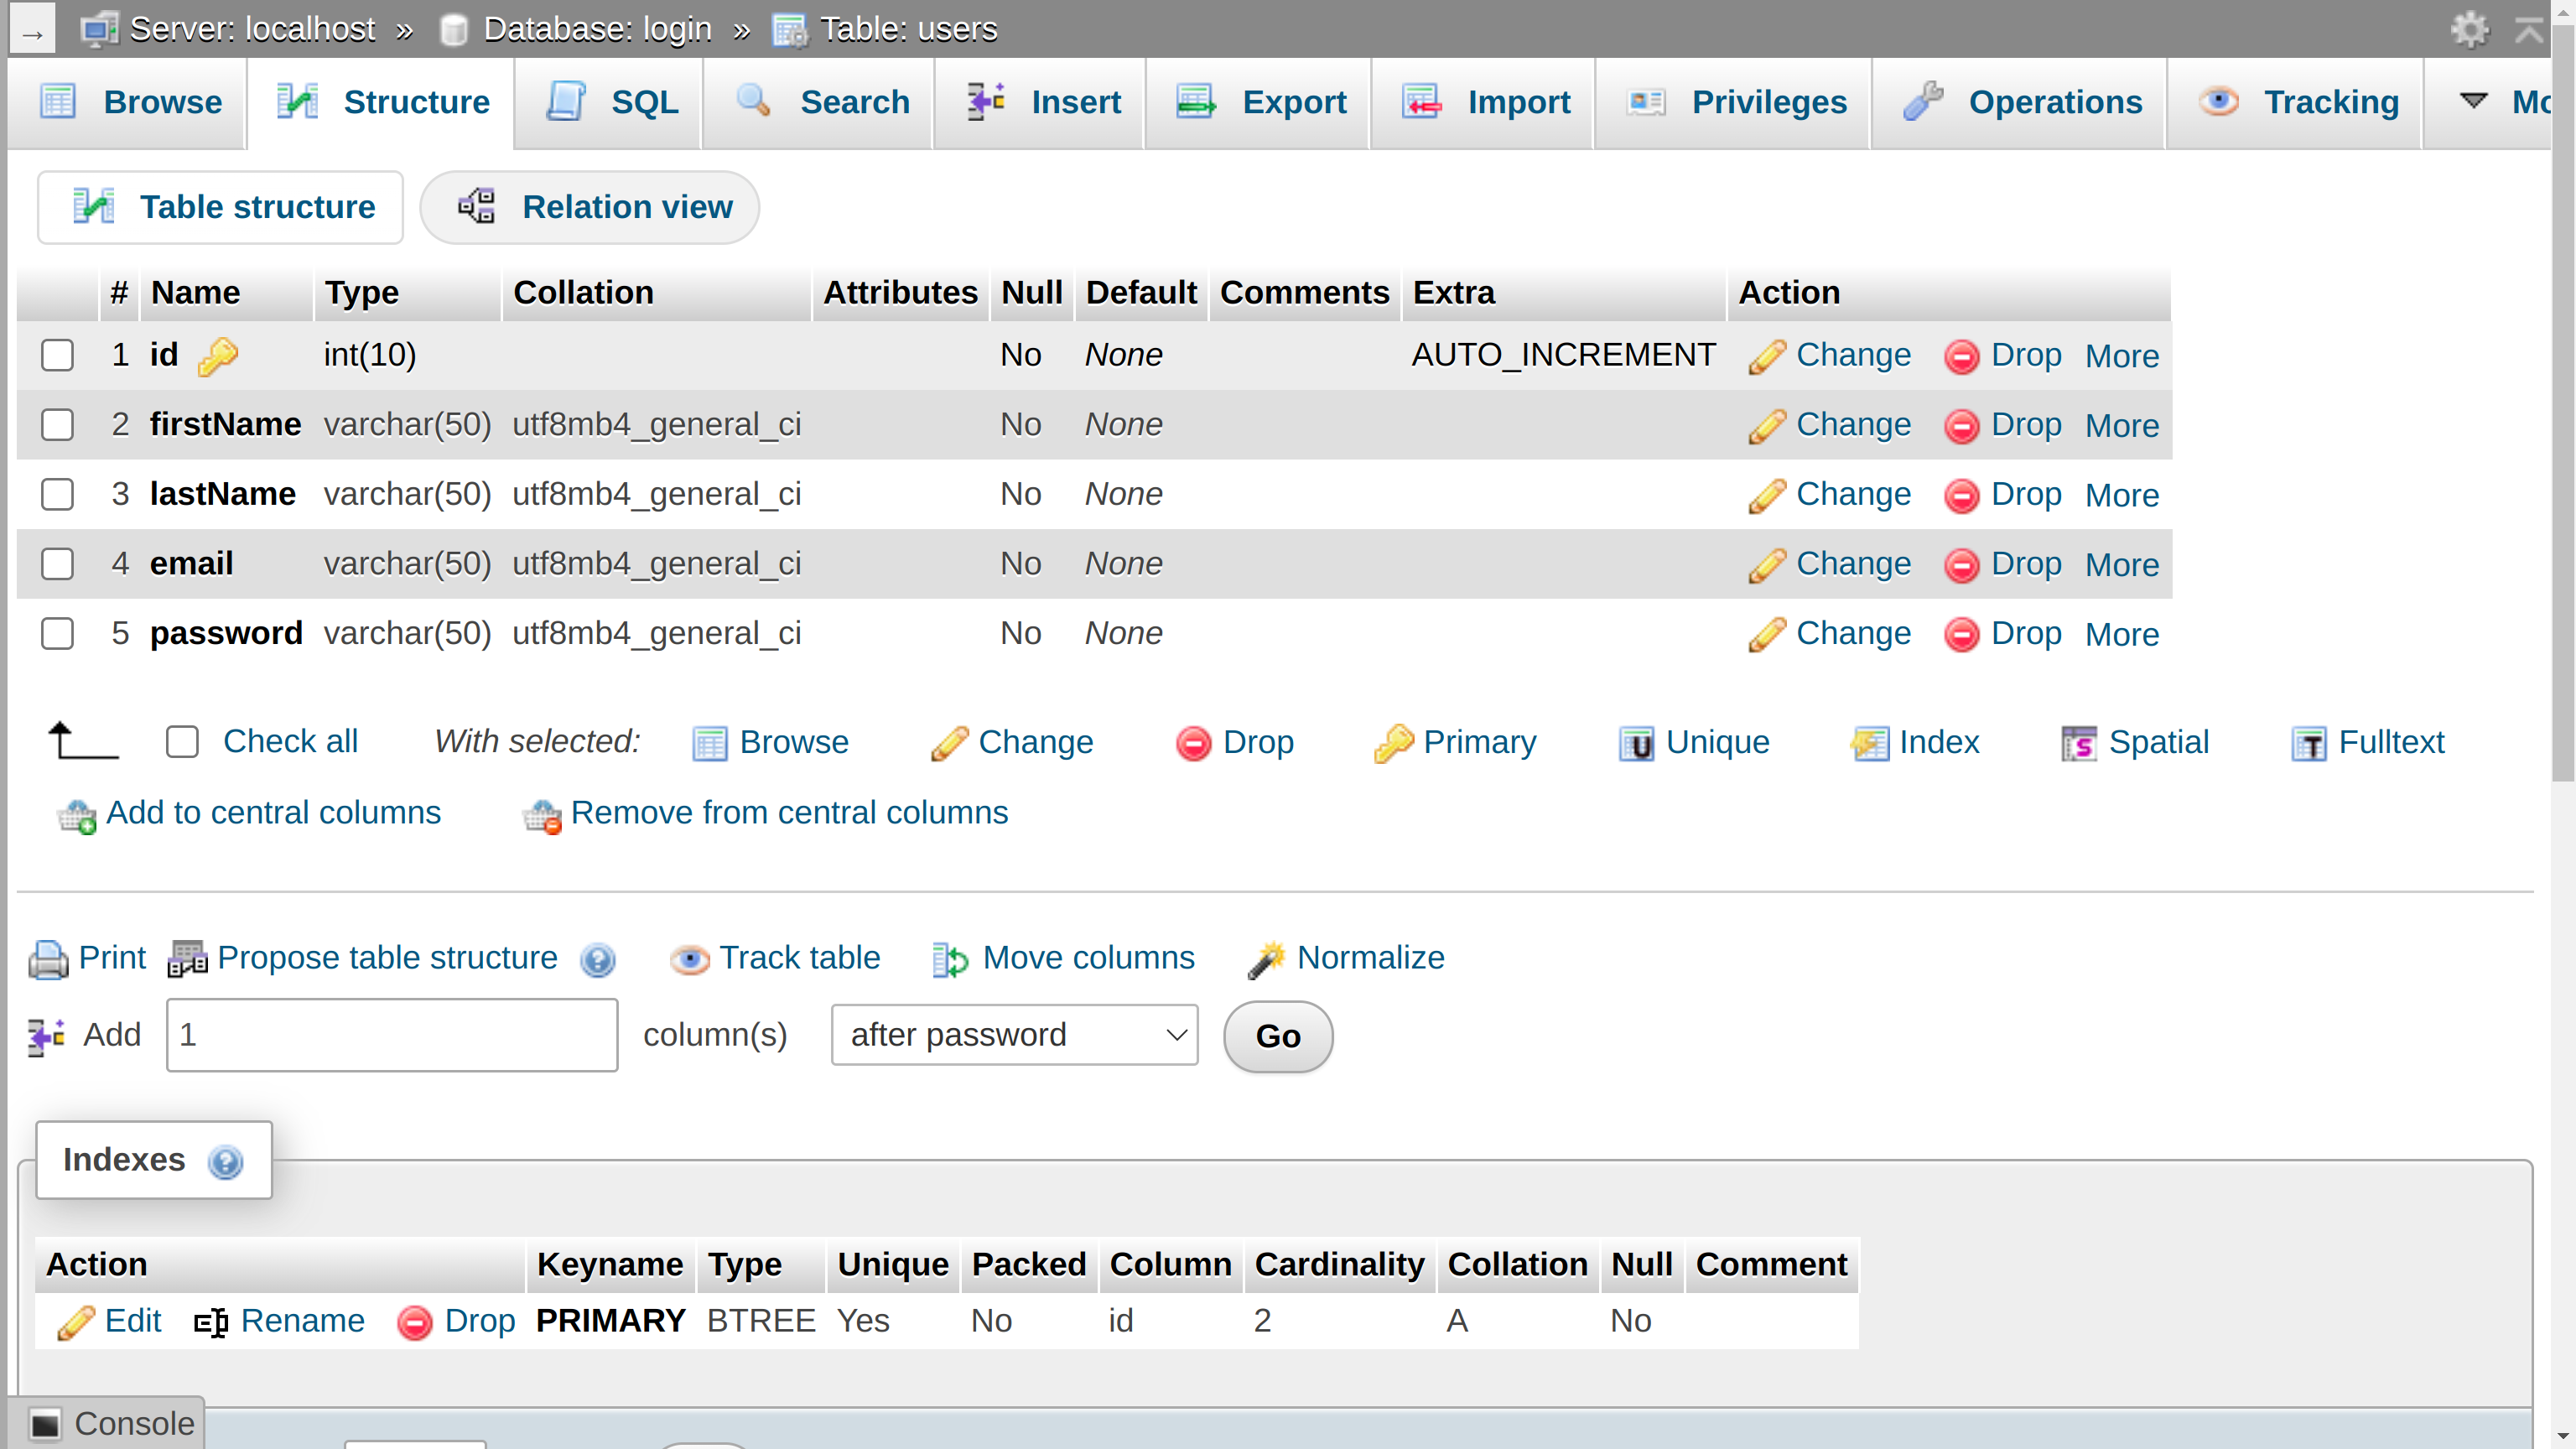 → Server: localhost » Database: login » Table: users
Browse Structure SQL Search Insert Export Import Privileges Operations Tracking
Table structure Relation view
# Name Type Collation Attributes Null Default Comments Extra Action
1 id int(10) No None AUTO_INCREMENT Change Drop More
2 firstName varchar(50) utf8mb4_general_ci No None Change Drop More
3 lastName varchar(50) utf8mb4_general_ci No None Change Drop More
4 email varchar(50) utf8mb4_general_ci No None Change Drop More
5 password varchar(50) utf8mb4_general_ci No None Change Drop More
Check all With selected: Browse Change Drop Primary Unique Index Spatial Fulltext
Add to central columns Remove from central columns
Print Propose table structure Track table Move columns Normalize
Add 1 column(s) after password Go
Indexes
Action Keyname Type Unique Packed Column Cardinality Collation Null Comment
Edit Rename Drop PRIMARY BTREE Yes No id 2 A No
Console